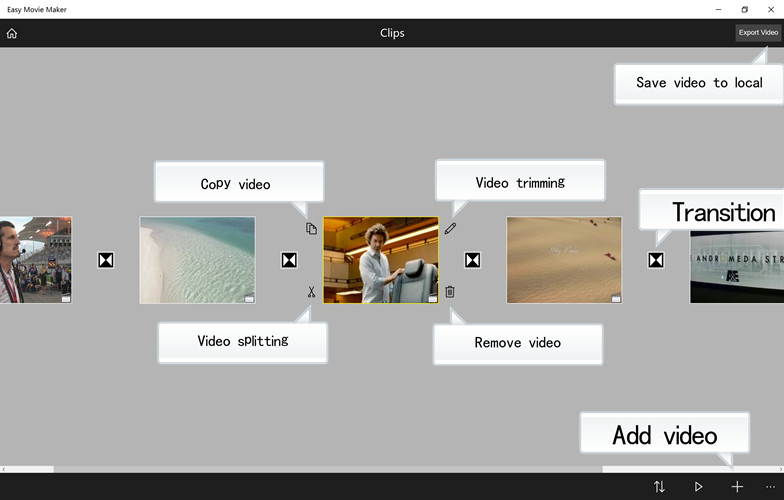 Easy Movie Maker
Clips
Export Video
Save video to local
Copy video
Video trimming
Transition
ANDROMEDA STR
A&E
Video splitting
Remove video
Add video